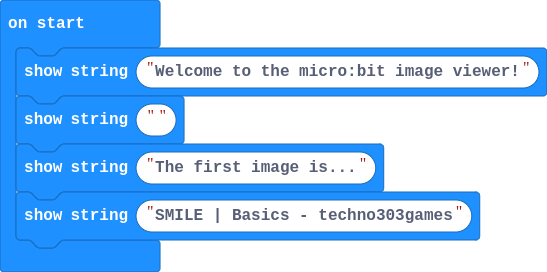 on start
show string "Welcome to the micro:bit image viewer!"
show string " "
show string "The first image is..."
show string "SMILE | Basics - techno303games"